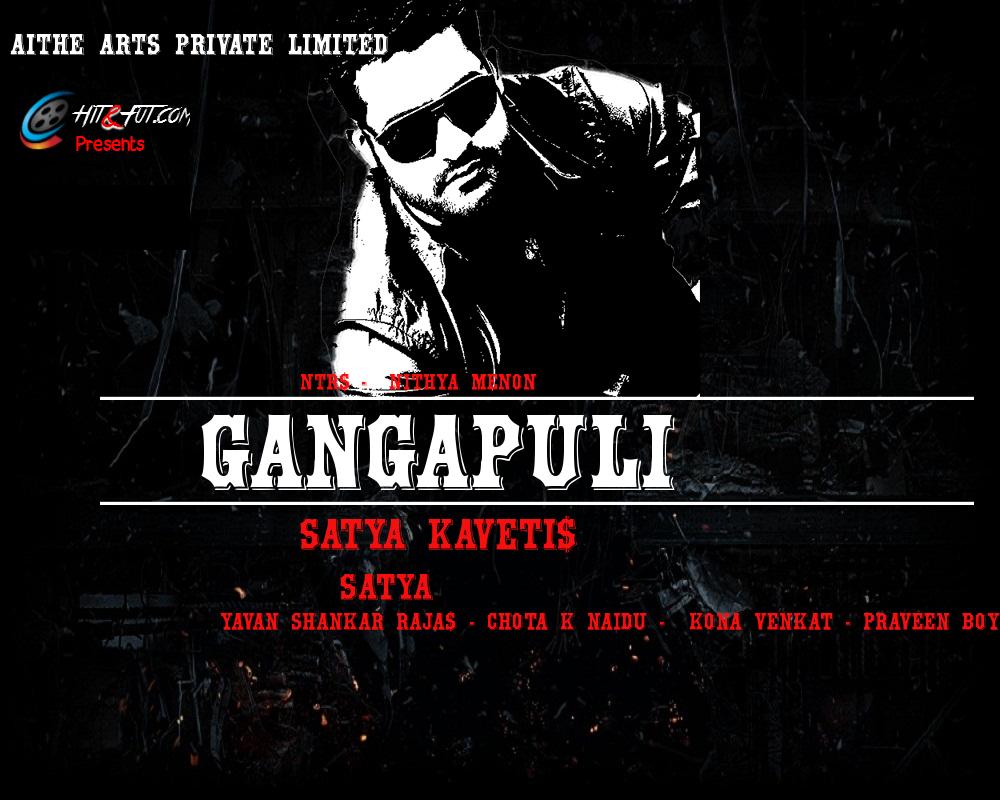 AITHE ARTS PRIVATE LIMITED
HIT&FUT.COM
Presents
NTR$ - NITHYA MENON
GANGAPULI
SATYA KAVETI$
SATYA
YAVAN SHANKAR RAJA$ - CHOTA K NAIDU - KONA VENKAT - PRAVEEN BOY